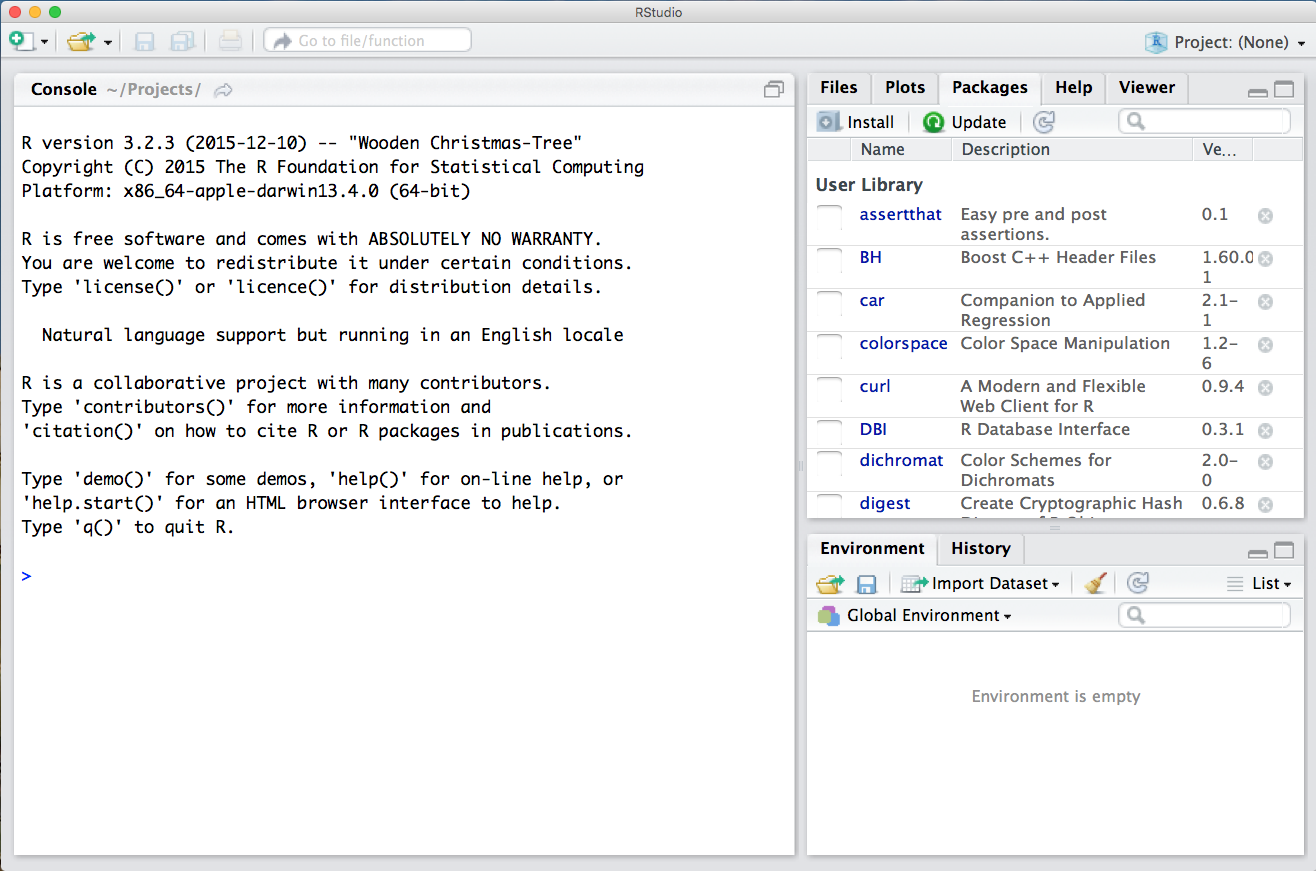 RStudio
Go to file/function
Project: (None)
Console ~/Projects/
R version 3.2.3 (2015-12-10) -- "Wooden Christmas-Tree"
Copyright (C) 2015 The R Foundation for Statistical Computing
Platform: x86_64-apple-darwin13.4.0 (64-bit)
R is free software and comes with ABSOLUTELY NO WARRANTY.
You are welcome to redistribute it under certain conditions.
Type 'license()' or 'licence()' for distribution details.
Natural language support but running in an English locale
R is a collaborative project with many contributors.
Type 'contributors()' for more information and
'citation()' on how to cite R or R packages in publications.
Type 'demo()' for some demos, 'help()' for on-line help, or
'help.start()' for an HTML browser interface to help.
Type 'q()' to quit R.
>
Files Plots Packages Help Viewer
Install Update
Name Description Ve...
User Library
assertthat Easy pre and post 0.1
assertions.
BH Boost C++ Header Files 1.60.0
1
car Companion to Applied 2.1-
Regression 1
colorspace Color Space Manipulation 1.2-
6
curl A Modern and Flexible 0.9.4
Web Client for R
DBI R Database Interface 0.3.1
dichromat Color Schemes for 2.0-
Dichromats 0
digest Create Cryptographic Hash 0.6.8
Environment History
Import Dataset List
Global Environment
Environment is empty